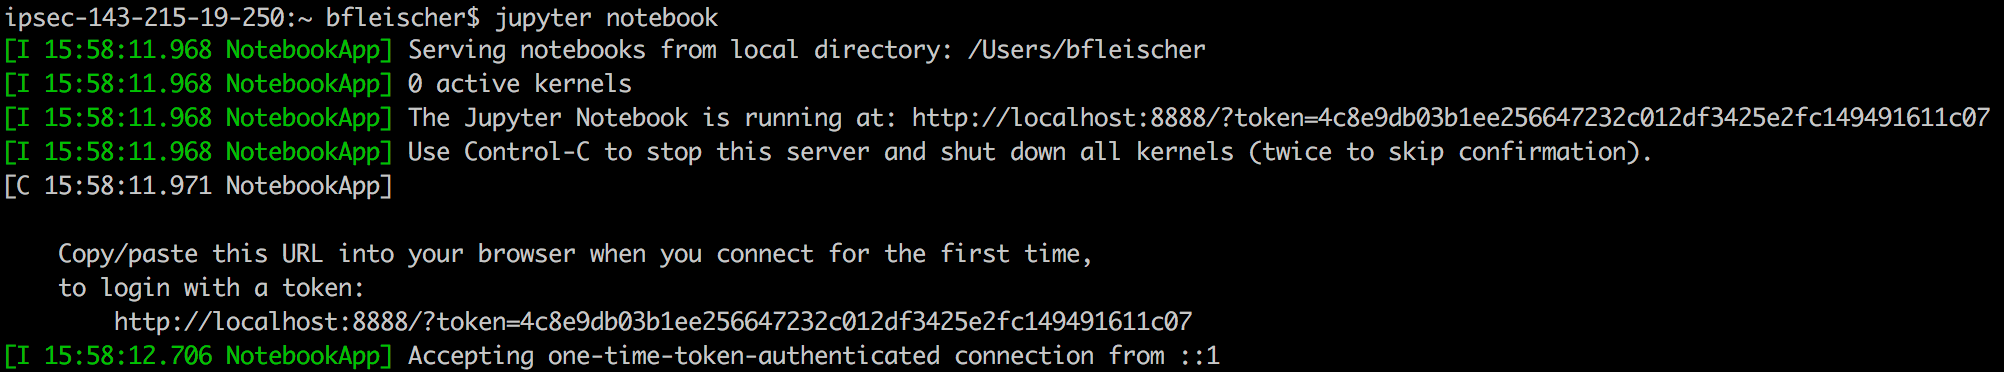 ipsec-143-215-19-250:~ bfleischer$ jupyter notebook
[I 15:58:11.968 NotebookApp] Serving notebooks from local directory: /Users/bfleischer
[I 15:58:11.968 NotebookApp] 0 active kernels
[I 15:58:11.968 NotebookApp] The Jupyter Notebook is running at: http://localhost:8888/?token=4c8e9db03b1ee256647232c012df3425e2fc149491611c07
[I 15:58:11.968 NotebookApp] Use Control-C to stop this server and shut down all kernels (twice to skip confirmation).
[C 15:58:11.971 NotebookApp]
Copy/paste this URL into your browser when you connect for the first time,
to login with a token:
http://localhost:8888/?token=4c8e9db03b1ee256647232c012df3425e2fc149491611c07
[I 15:58:12.706 NotebookApp] Accepting one-time-token-authenticated connection from ::1